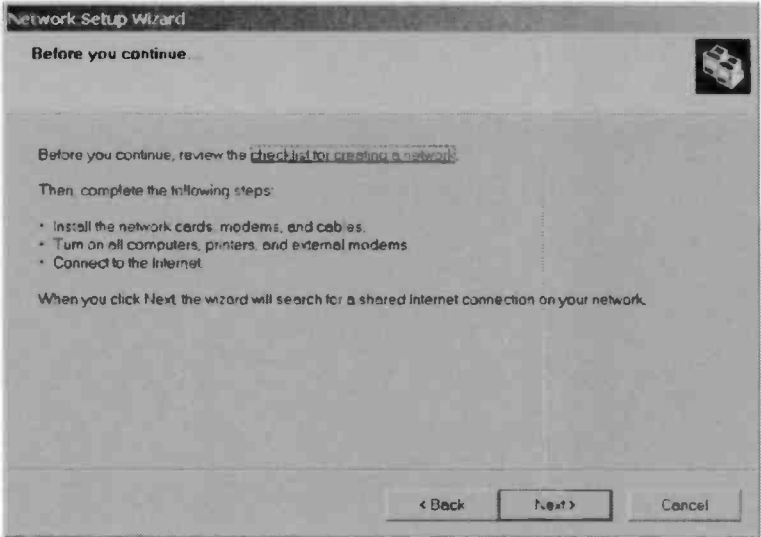 Network Setup Wizard
Before you continue...
Before you continue, review the checklist for creating a network.
Then, complete the following steps:
• Install the network cards, modems, and cables.
• Turn on all computers, printers, and external modems.
• Connect to the Internet.
When you click Next, the wizard will search for a shared Internet connection on your network.
< Back
Next >
Cancel